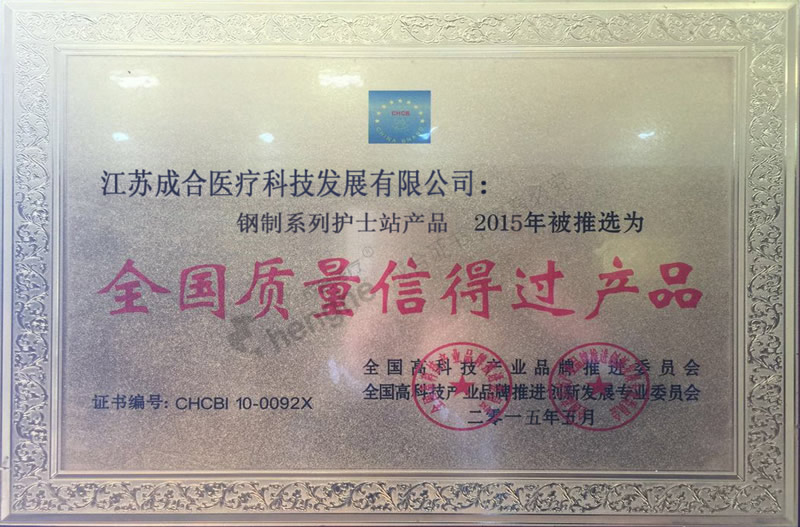 江苏成合医疗科技发展有限公司:
钢制系列护士站产品 2015年被推选为
全国质量信得过产品
全国高科技产业品牌推进委员会
全国高科技产业品牌推进创新发展专业委员会
证书编号: CHCBI 10-0092X
二零一五年五月